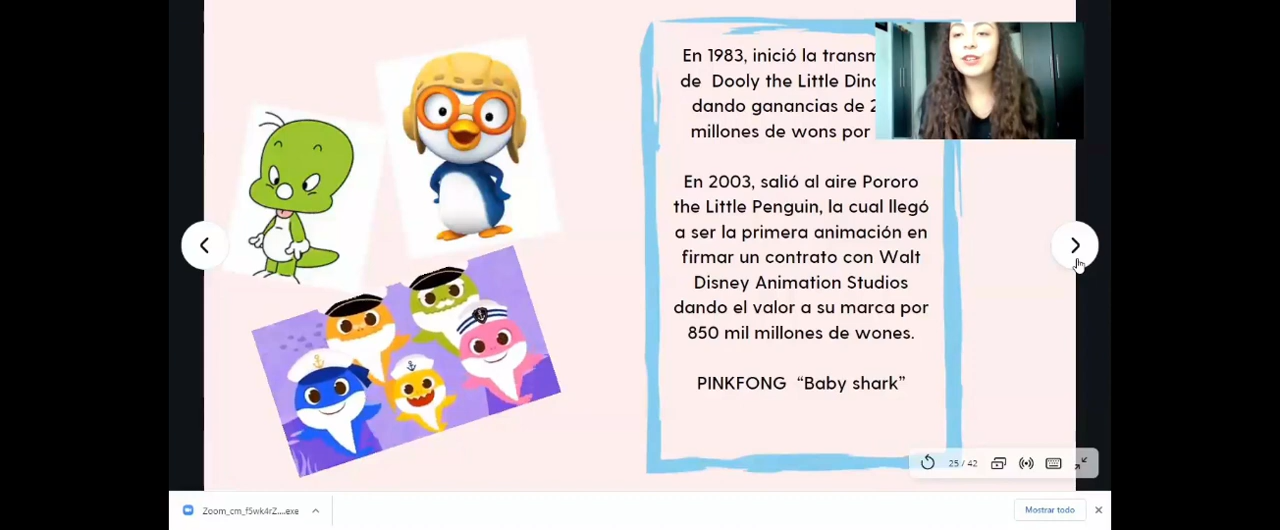 En 1983, inició la
de Dooly the Little
dando ganancias de
millones de wons por
En 2003, salió al aire Pororo
the Little Penguin, la cual llegó
a ser la primera animación en
firmar un contrato con Walt
Disney Animation Studios
dando el valor a su marca por
850 mil millones de wones.
PINKFONG “Baby shark”
25 / 42
Zoom_cm_f5wk4rZ....exe
Mostrar todo